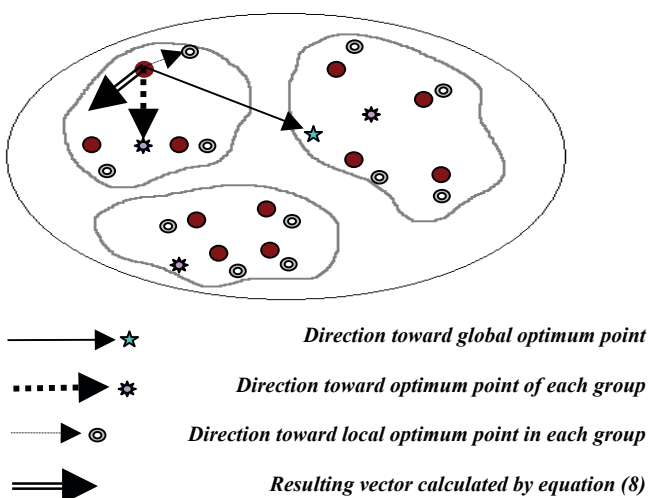 Direction toward global optimum point
Direction toward optimum point of each group
Direction toward local optimum point in each group
Resulting vector calculated by equation (8)